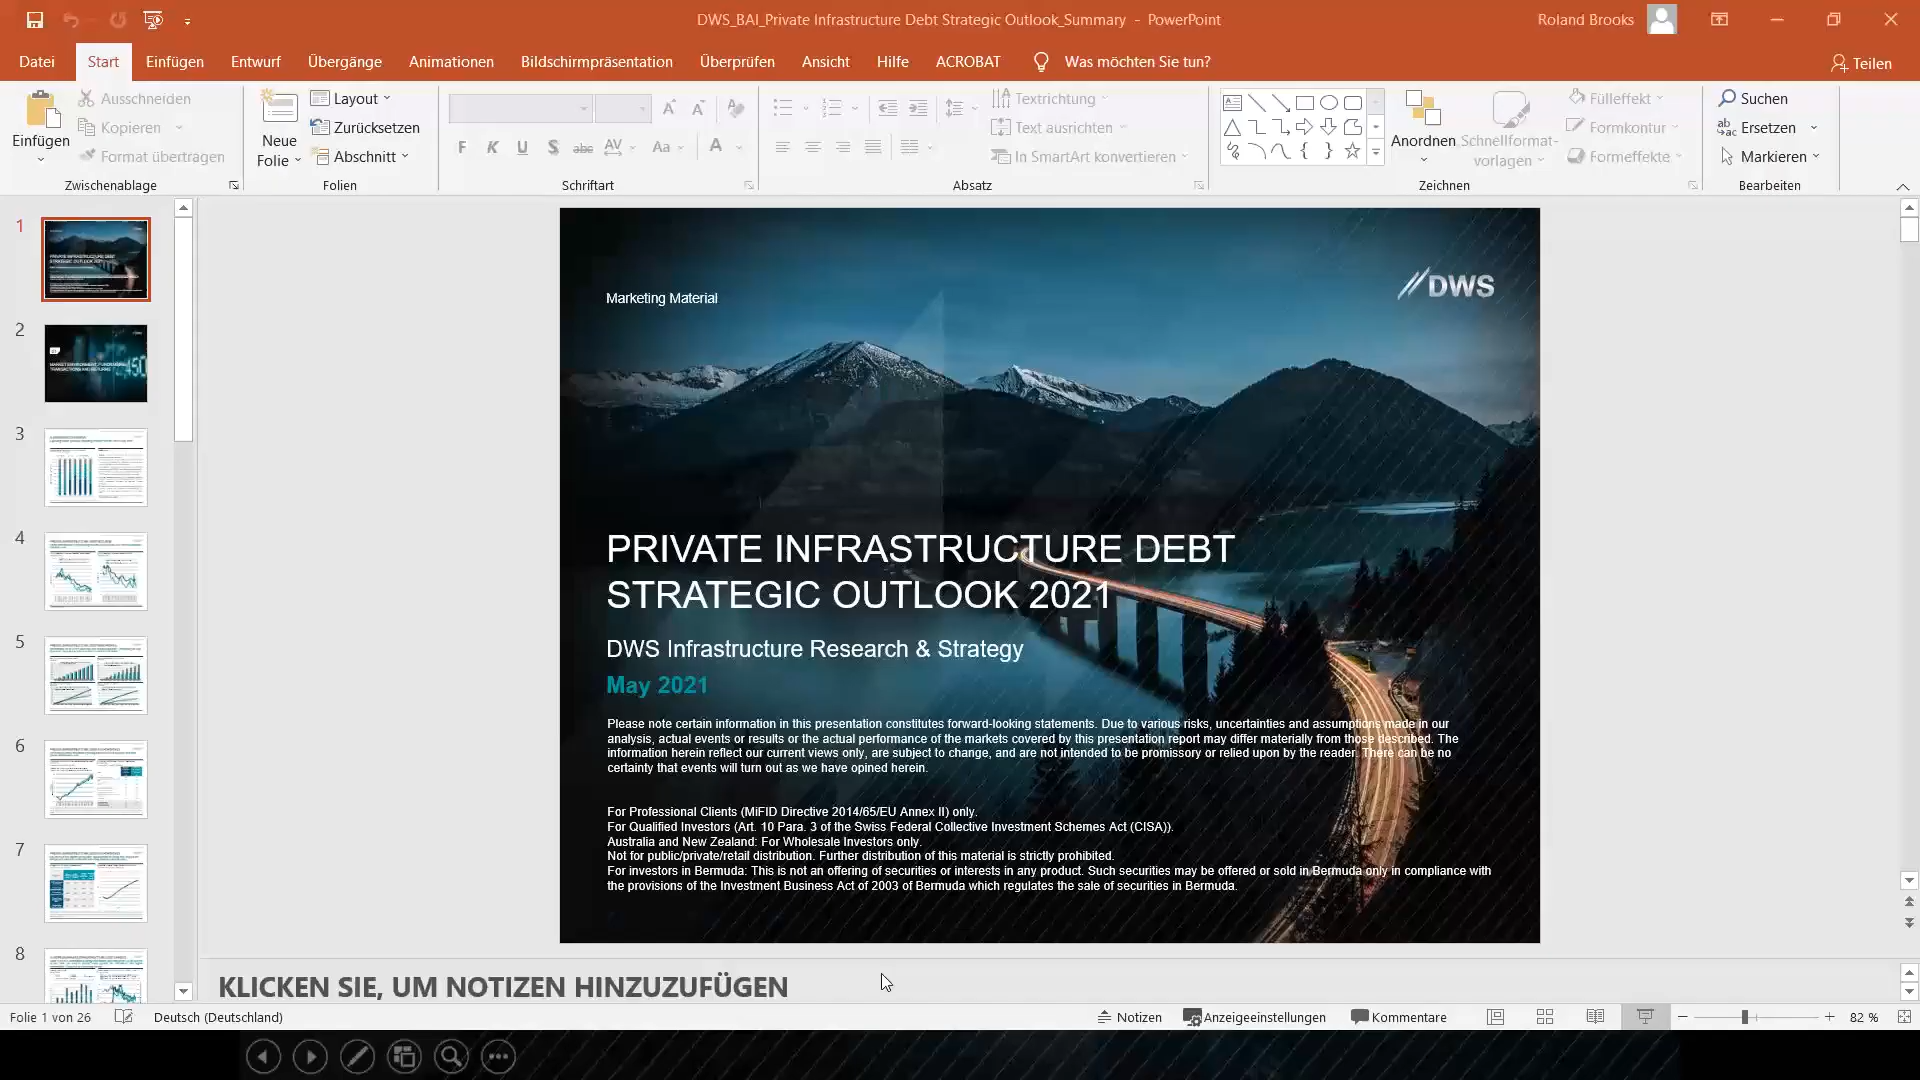 DWS_BAI_Private Infrastructure Debt Strategic Outlook_Summary - PowerPoint
Roland Brooks
Datei Start Einfügen Entwurf Übergänge Animationen Bildschirmpräsentation Überprüfen Ansicht Hilfe ACROBAT Was möchten Sie tun? Teilen
Einfügen
Ausschneiden
Kopieren
Format übertragen
Zwischenablage
Neue
Folie
Layout
Zurücksetzen
Abschnitt
Folien
F K U S abc AV Aa A
Schriftart
Textrichtung
Text ausrichten
In SmartArt konvertieren
Absatz
Anordnen
Schnellformat-
vorlagen
Fülleffekt
Formkontur
Formeffekte
Zeichnen
Suchen
Ersetzen
Markieren
Bearbeiten
1
2
3
4
5
6
7
8
Marketing Material
DWS
PRIVATE INFRASTRUCTURE DEBT
STRATEGIC OUTLOOK 2021
DWS Infrastructure Research & Strategy
May 2021
Please note certain information in this presentation constitutes forward-looking statements. Due to various risks, uncertainties and assumptions made in our
analysis, actual events or results or the actual performance of the markets covered by this presentation report may differ materially from those described. The
information herein reflect our current views only, are subject to change, and are not intended to be promissory or relied upon by the reader. There can be no
certainty that events will turn out as we have opined herein.
For Professional Clients (MiFID Directive 2014/65/EU Annex II) only.
For Qualified Investors (Art. 10 Para. 3 of the Swiss Federal Collective Investment Schemes Act (CISA)).
Australia and New Zealand: For Wholesale Investors only.
Not for public/private/retail distribution. Further distribution of this material is strictly prohibited.
For investors in Bermuda: This is not an offering of securities or interests in any product. Such securities may be offered or sold in Bermuda only in compliance with
the provisions of the Investment Business Act of 2003 of Bermuda which regulates the sale of securities in Bermuda.
KLICKEN SIE, UM NOTIZEN HINZUZUFÜGEN
Folie 1 von 26 Deutsch (Deutschland) Notizen Anzeigeeinstellungen Kommentare 82 %